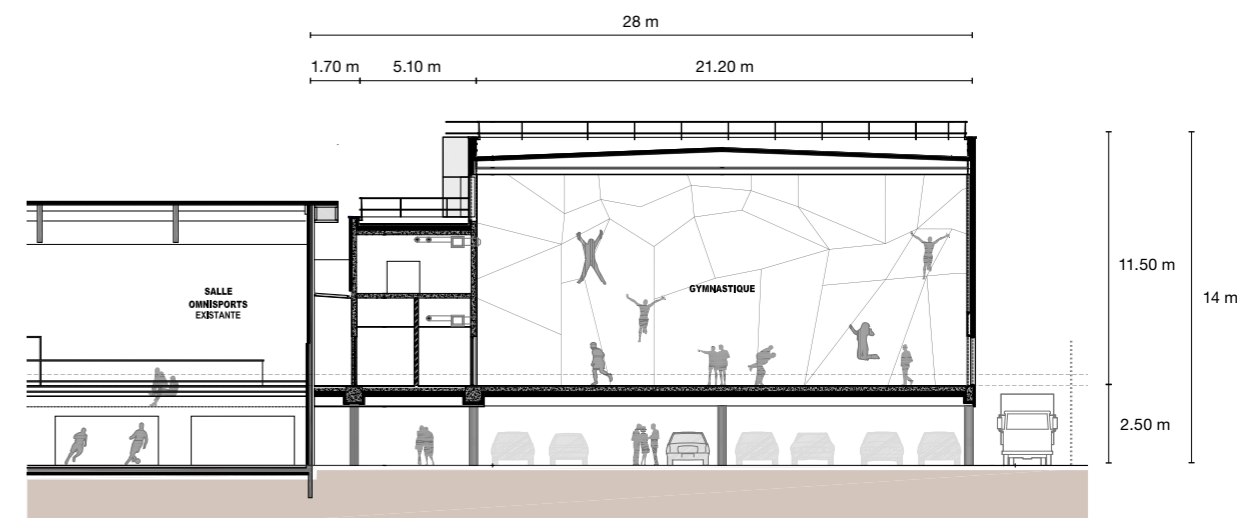 28 m
1.70 m
5.10 m
21.20 m
SALLE
OMNISPORTS
EXISTANTE
GYMNASTIQUE
11.50 m
14 m
2.50 m